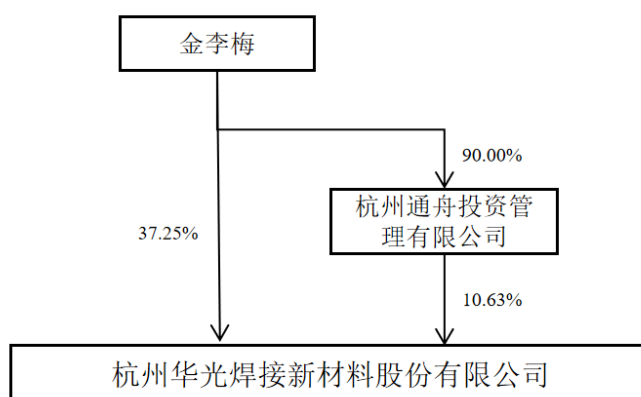 金李梅
90.00%
杭州通舟投资管
理有限公司
37.25%
10.63%
杭州华光焊接新材料股份有限公司